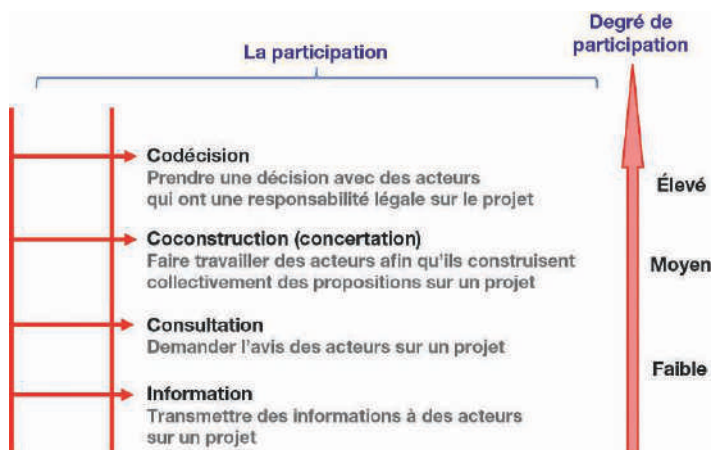 La participation
Degré de
participation
Codécision
Prendre une décision avec des acteurs
qui ont une responsabilité légale sur le projet
Élevé
Coconstruction (concertation)
Faire travailler des acteurs afin qu'ils construisent
collectivement des propositions sur un projet
Moyen
Consultation
Demander l'avis des acteurs sur un projet
Faible
Information
Transmettre des informations à des acteurs
sur un projet